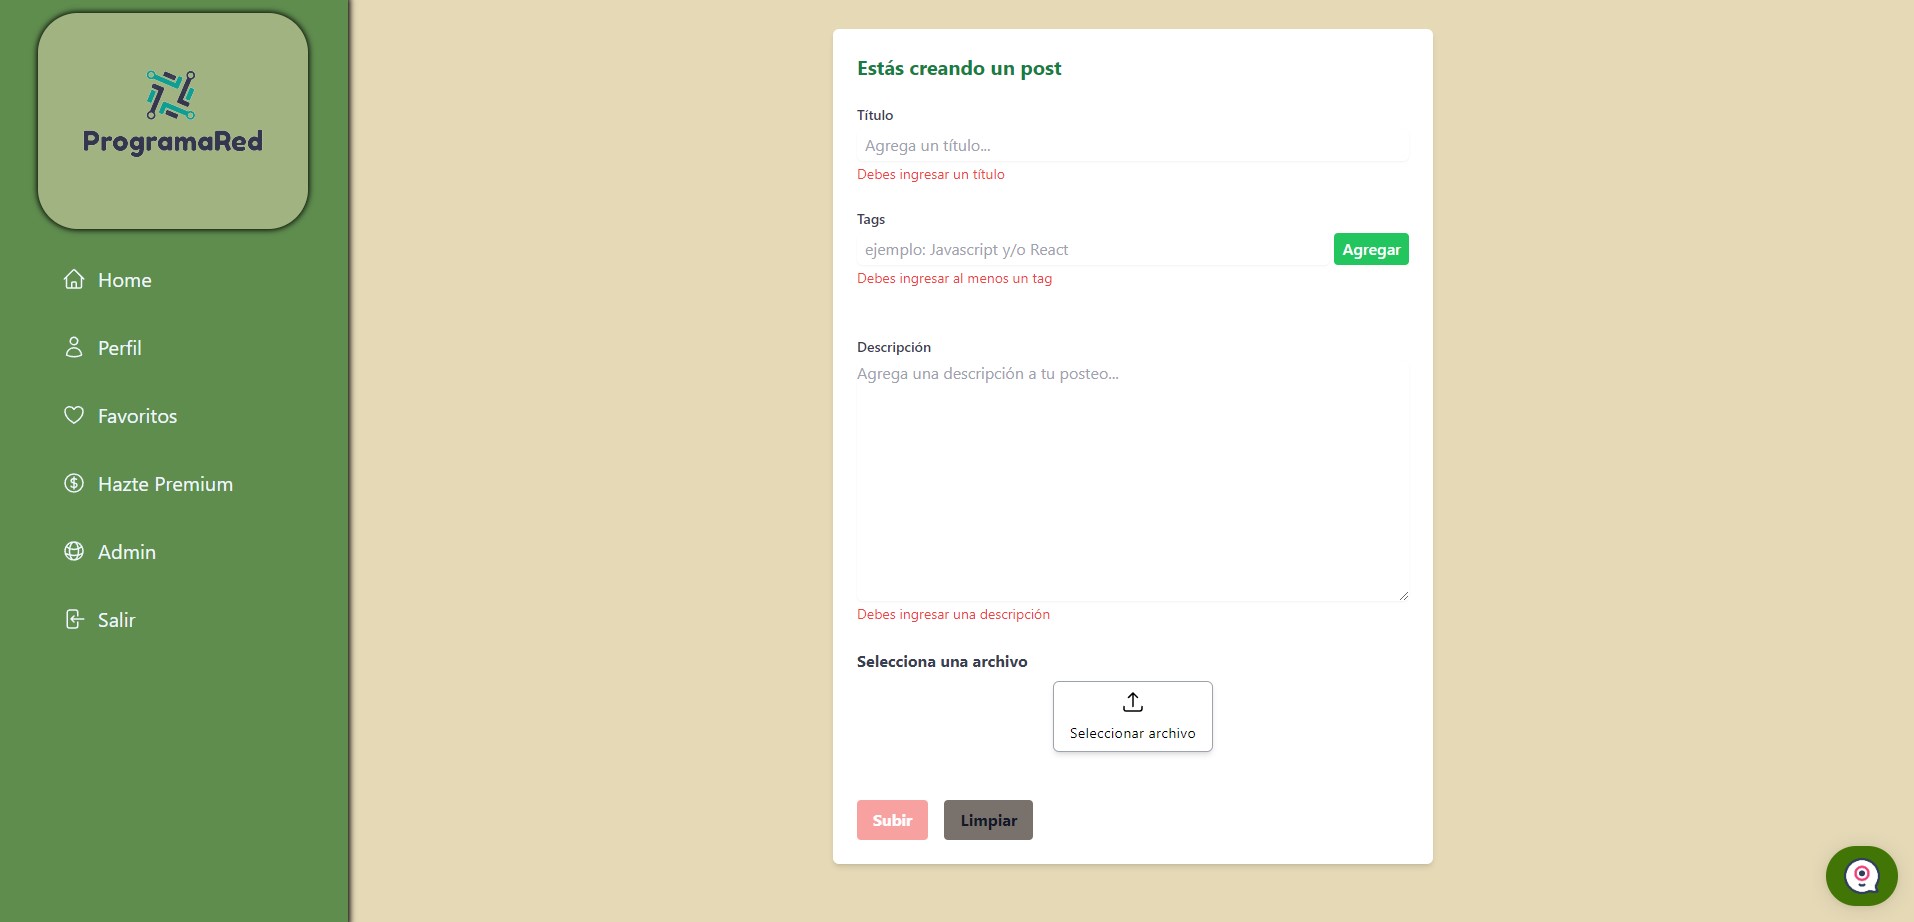 ProgramaRed
Home
Perfil
Favoritos
Hazte Premium
Admin
Salir
Estás creando un post
Título
Agrega un título...
Debes ingresar un título
Tags
ejemplo: Javascript y/o React
Agregar
Debes ingresar al menos un tag
Descripción
Agrega una descripción a tu posteo...
Debes ingresar una descripción
Selecciona una archivo
Seleccionar archivo
Subir
Limpiar